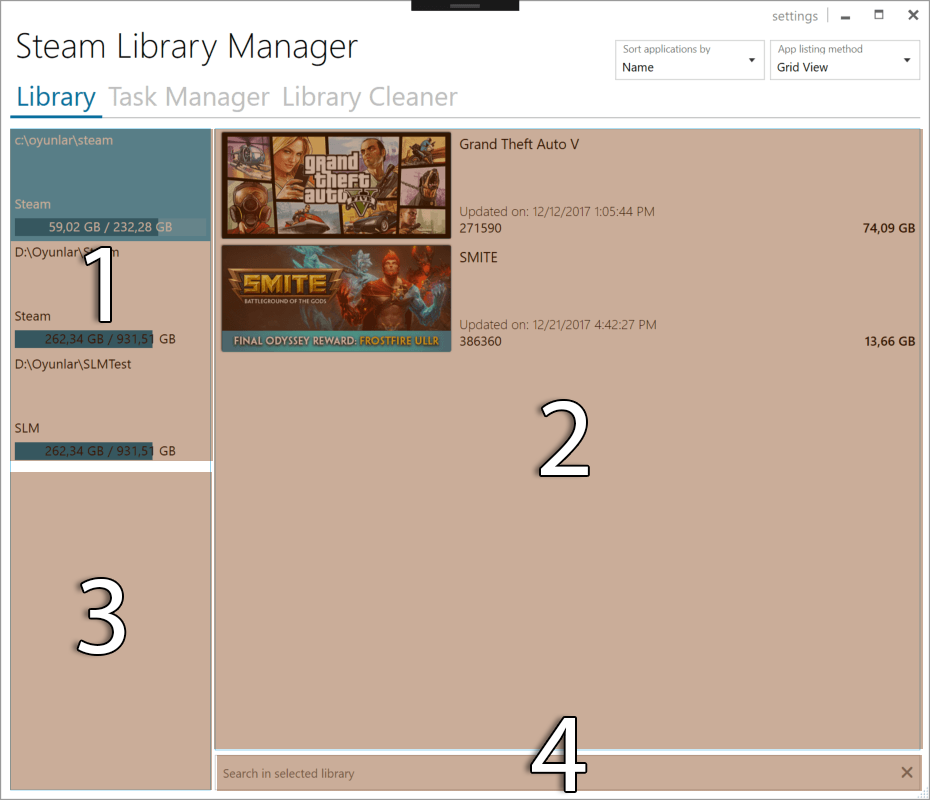 settings
Steam Library Manager
Sort applications by
Name
App listing method
Grid View
Library Task Manager Library Cleaner
c:\oyunlar\steam
Steam
59,02 GB / 232,28 GB
D:\Oyunlar\Steam
1
Steam
262,34 GB / 931,51 GB
D:\Oyunlar\SLMTest
SLM
262,34 GB / 931,51 GB
3
grand
theft
auto
V
Grand Theft Auto V
Updated on: 12/12/2017 1:05:44 PM
271590
74,09 GB
SMITE
BATTLEGROUND OF THE GODS
FINAL ODYSSEY REWARD: FROSTFIRE ULLR
SMITE
Updated on: 12/21/2017 4:42:27 PM
386360
13,66 GB
2
4
Search in selected library